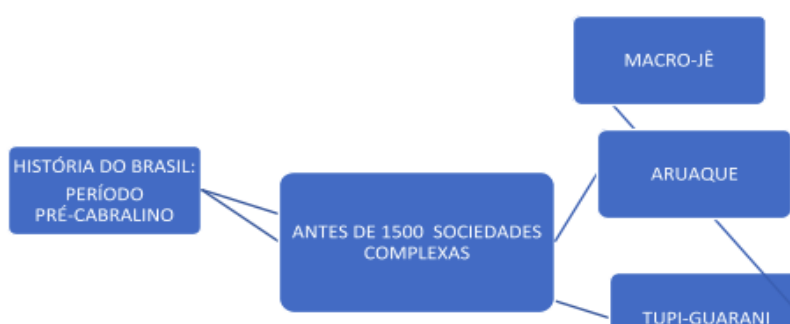 MACRO-JÊ
HISTÓRIA DO BRASIL:
PERÍODO
PRÉ-CABRALINO
ARUAQUE
ANTES DE 1500 SOCIEDADES
COMPLEXAS
TUPI-GUARANI